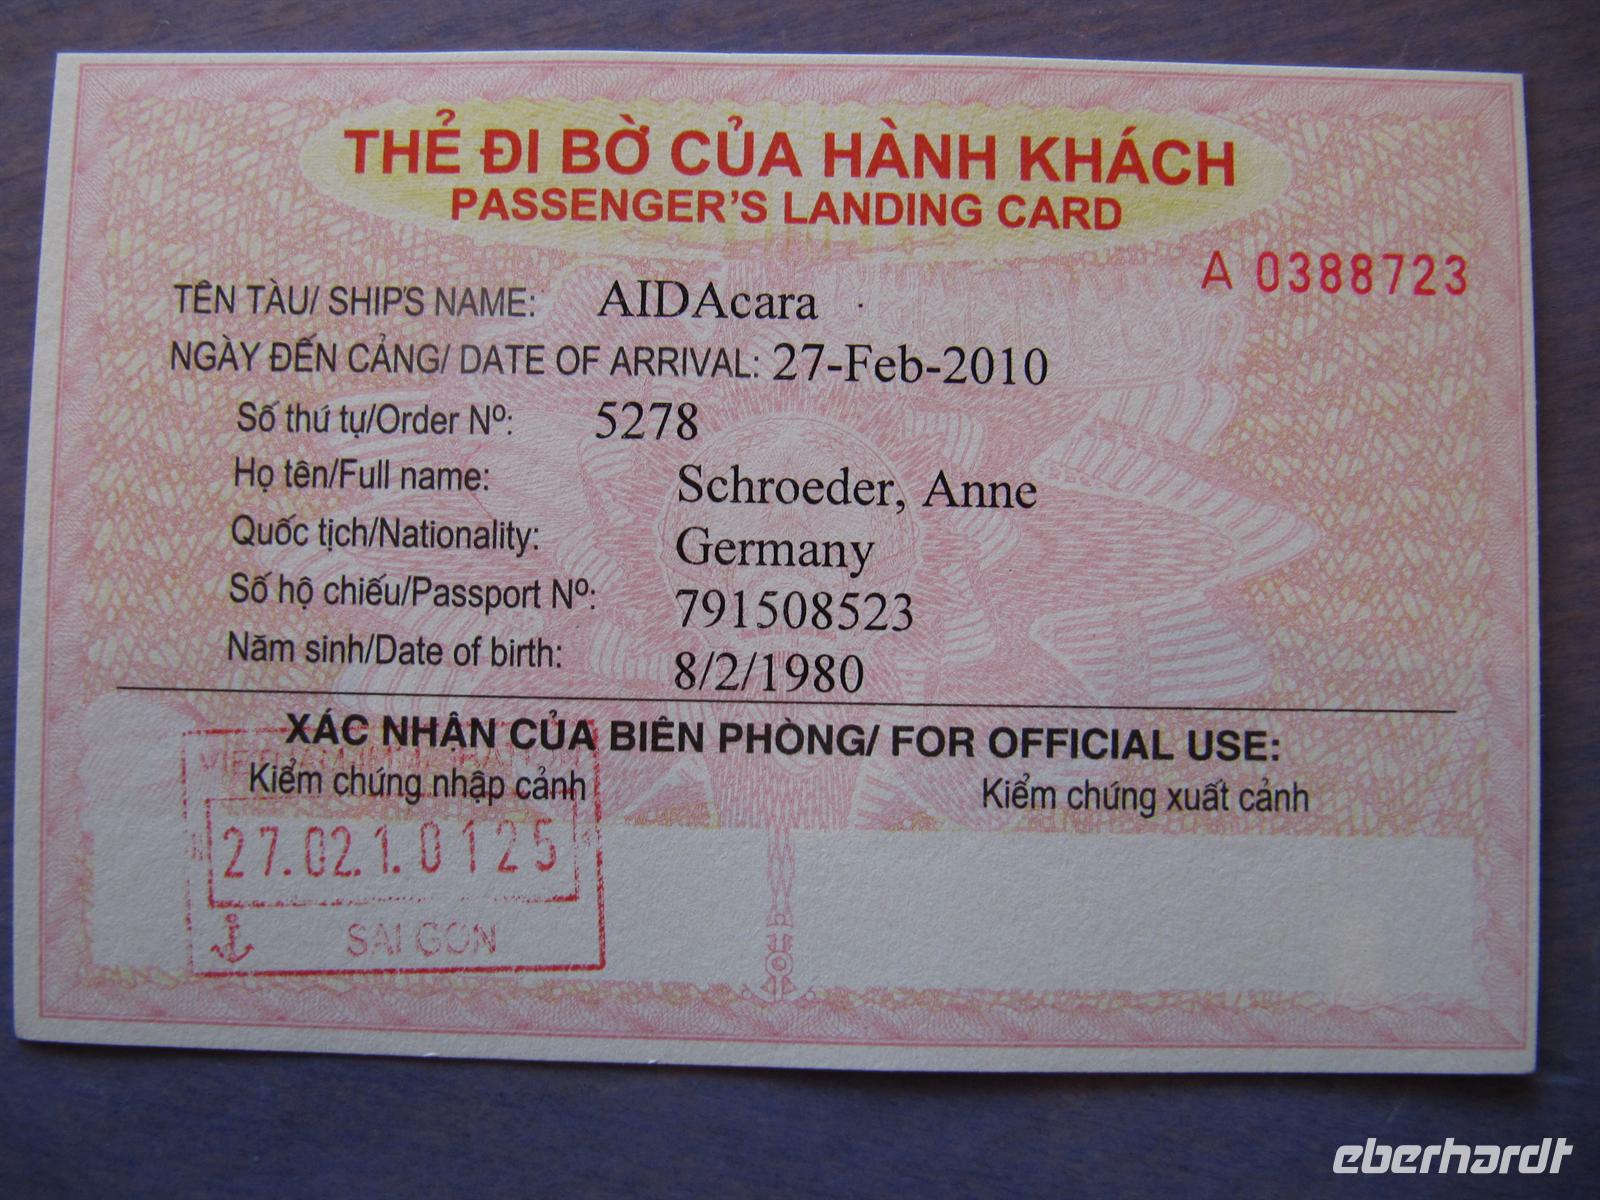 THẺ ĐI BỜ CỦA HÀNH KHÁCH
PASSENGER'S LANDING CARD
A 0388723
TÊN TÀU/ SHIP'S NAME: AIDAcara
NGÀY ĐẾN CẢNG/ DATE OF ARRIVAL: 27-Feb-2010
Số thứ tự/Order Nº: 5278
Họ tên/Full name: Schroeder, Anne
Quốc tịch/Nationality: Germany
Số hộ chiếu/Passport Nº: 791508523
Năm sinh/Date of birth: 8/2/1980
XÁC NHẬN CỦA BIÊN PHÒNG/ FOR OFFICIAL USE:
Kiểm chứng nhập cảnh Kiểm chứng xuất cảnh
27.02.1.0125
SAI GON
eberhardt